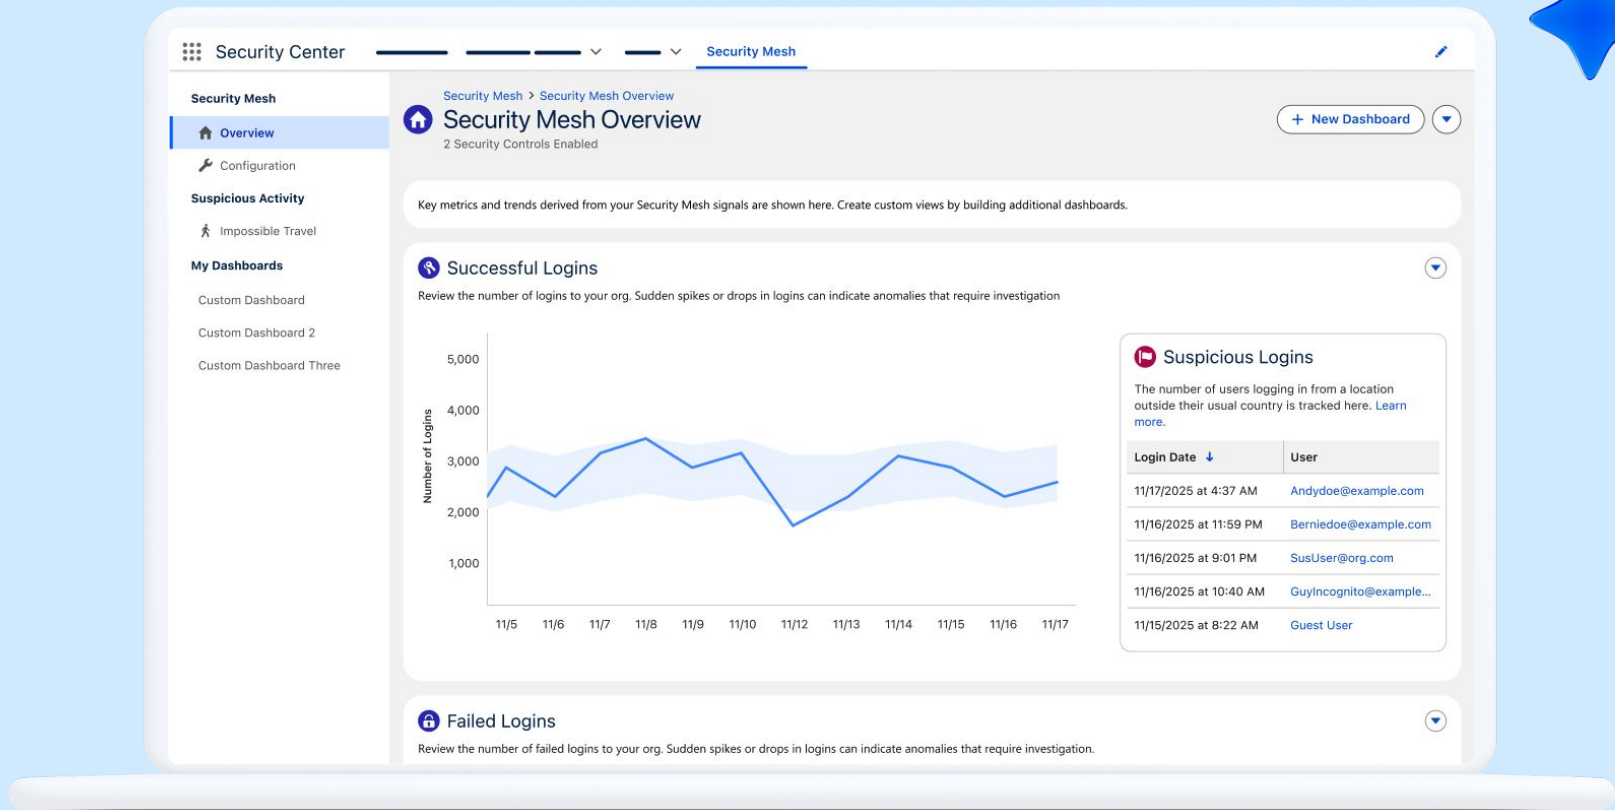 Security Center
Security Mesh
Security Mesh
Overview
Configuration
Suspicious Activity
Impossible Travel
My Dashboards
Custom Dashboard
Custom Dashboard 2
Custom Dashboard Three
Security Mesh > Security Mesh Overview
Security Mesh Overview
2 Security Controls Enabled
+ New Dashboard
Key metrics and trends derived from your Security Mesh signals are shown here. Create custom views by building additional dashboards.
Successful Logins
Review the number of logins to your org. Sudden spikes or drops in logins can indicate anomalies that require investigation
Number of Logins
5,000
4,000
3,000
2,000
1,000
11/5 11/6 11/7 11/8 11/9 11/10 11/12 11/13 11/14 11/15 11/16 11/17
Suspicious Logins
The number of users logging in from a location
outside their usual country is tracked here. Learn
more.
Login Date User
11/17/2025 at 4:37 AM Andydoe@example.com
11/16/2025 at 11:59 PM Berniedoe@example.com
11/16/2025 at 9:01 PM SusUser@org.com
11/16/2025 at 10:40 AM GuyIncognito@example...
11/15/2025 at 8:22 AM Guest User
Failed Logins
Review the number of failed logins to your org. Sudden spikes or drops in logins can indicate anomalies that require investigation.